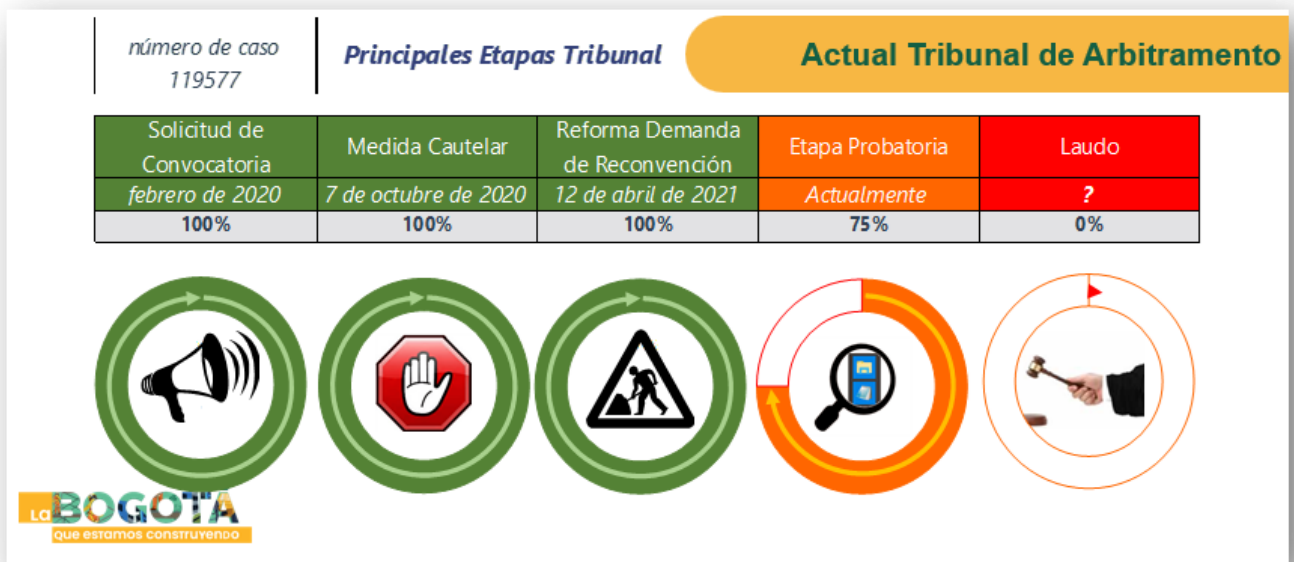 número de caso
119577
Principales Etapas Tribunal
Actual Tribunal de Arbitramento
Solicitud de
Convocatoria
Medida Cautelar
Reforma Demanda
de Reconvención
Etapa Probatoria
Laudo
febrero de 2020
7 de octubre de 2020
12 de abril de 2021
Actualmente
?
100%
100%
100%
75%
0%
La BOGOTÁ
que estamos construyendo